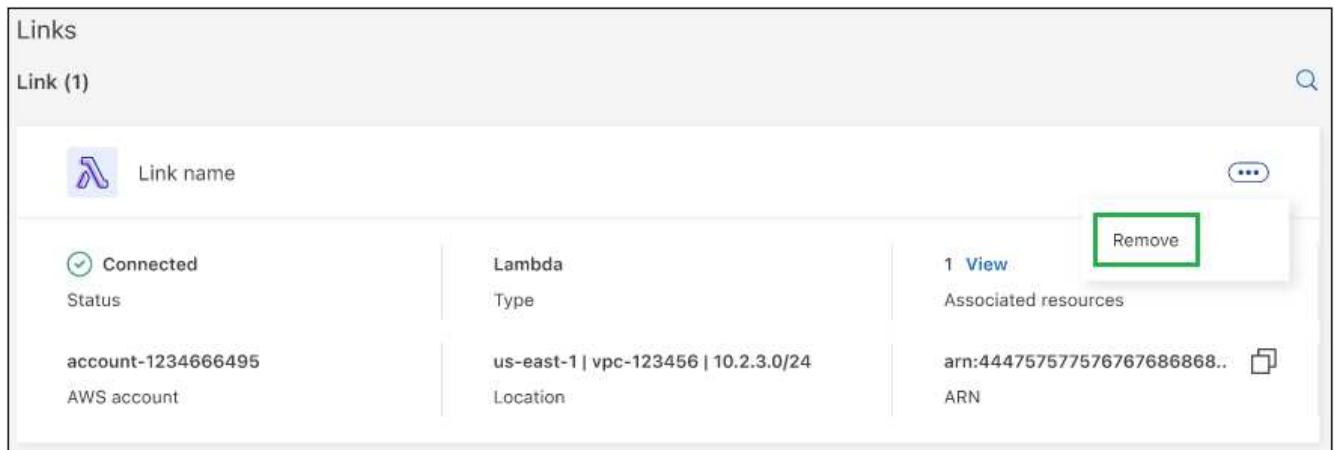 Links
Link (1)
Link name
Remove
Connected
Lambda
1 View
Status
Type
Associated resources
account-1234666495
us-east-1 | vpc-123456 | 10.2.3.0/24
arn:444757577576767686868..
AWS account
Location
ARN